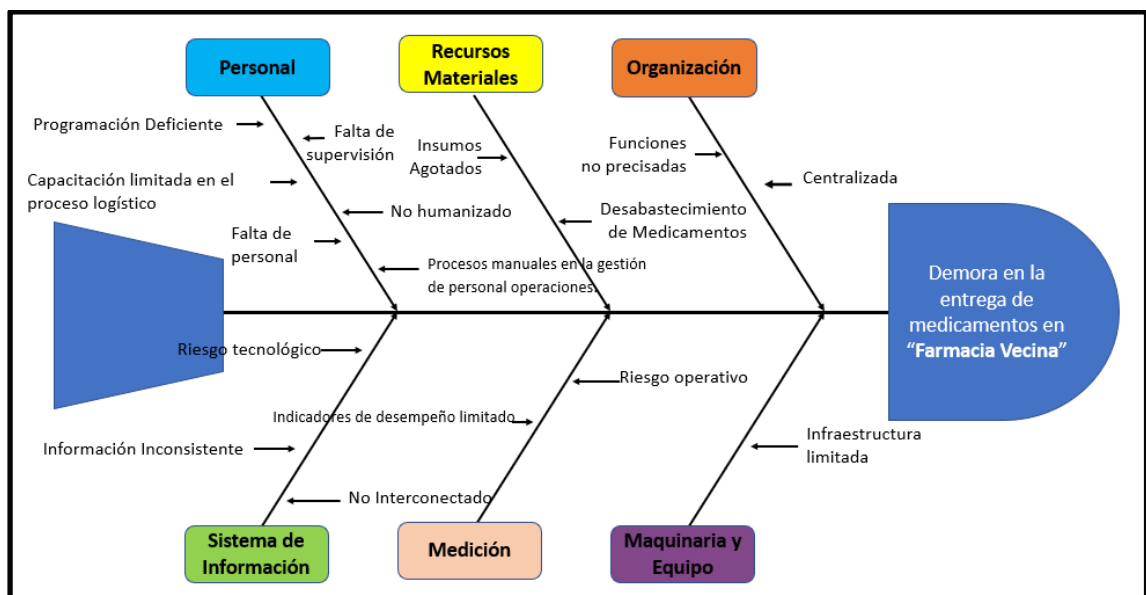 Personal
Recursos
Materiales
Organización
Programación Deficiente
Falta de
supervisión
Capacitación limitada en el
proceso logístico
No humanizado
Falta de
personal
Procesos manuales en la gestión
de personal operaciones.
Insumos
Agotados
Desabastecimiento
de Medicamentos
Funciones
no precisadas
Centralizada
Demora en la
entrega de
medicamentos en
“Farmacia Vecina”
Riesgo tecnológico
Información Inconsistente
No Interconectado
Riesgo operativo
Indicadores de desempeño limitado
Infraestructura
limitada
Sistema de
Información
Medición
Maquinaria y
Equipo